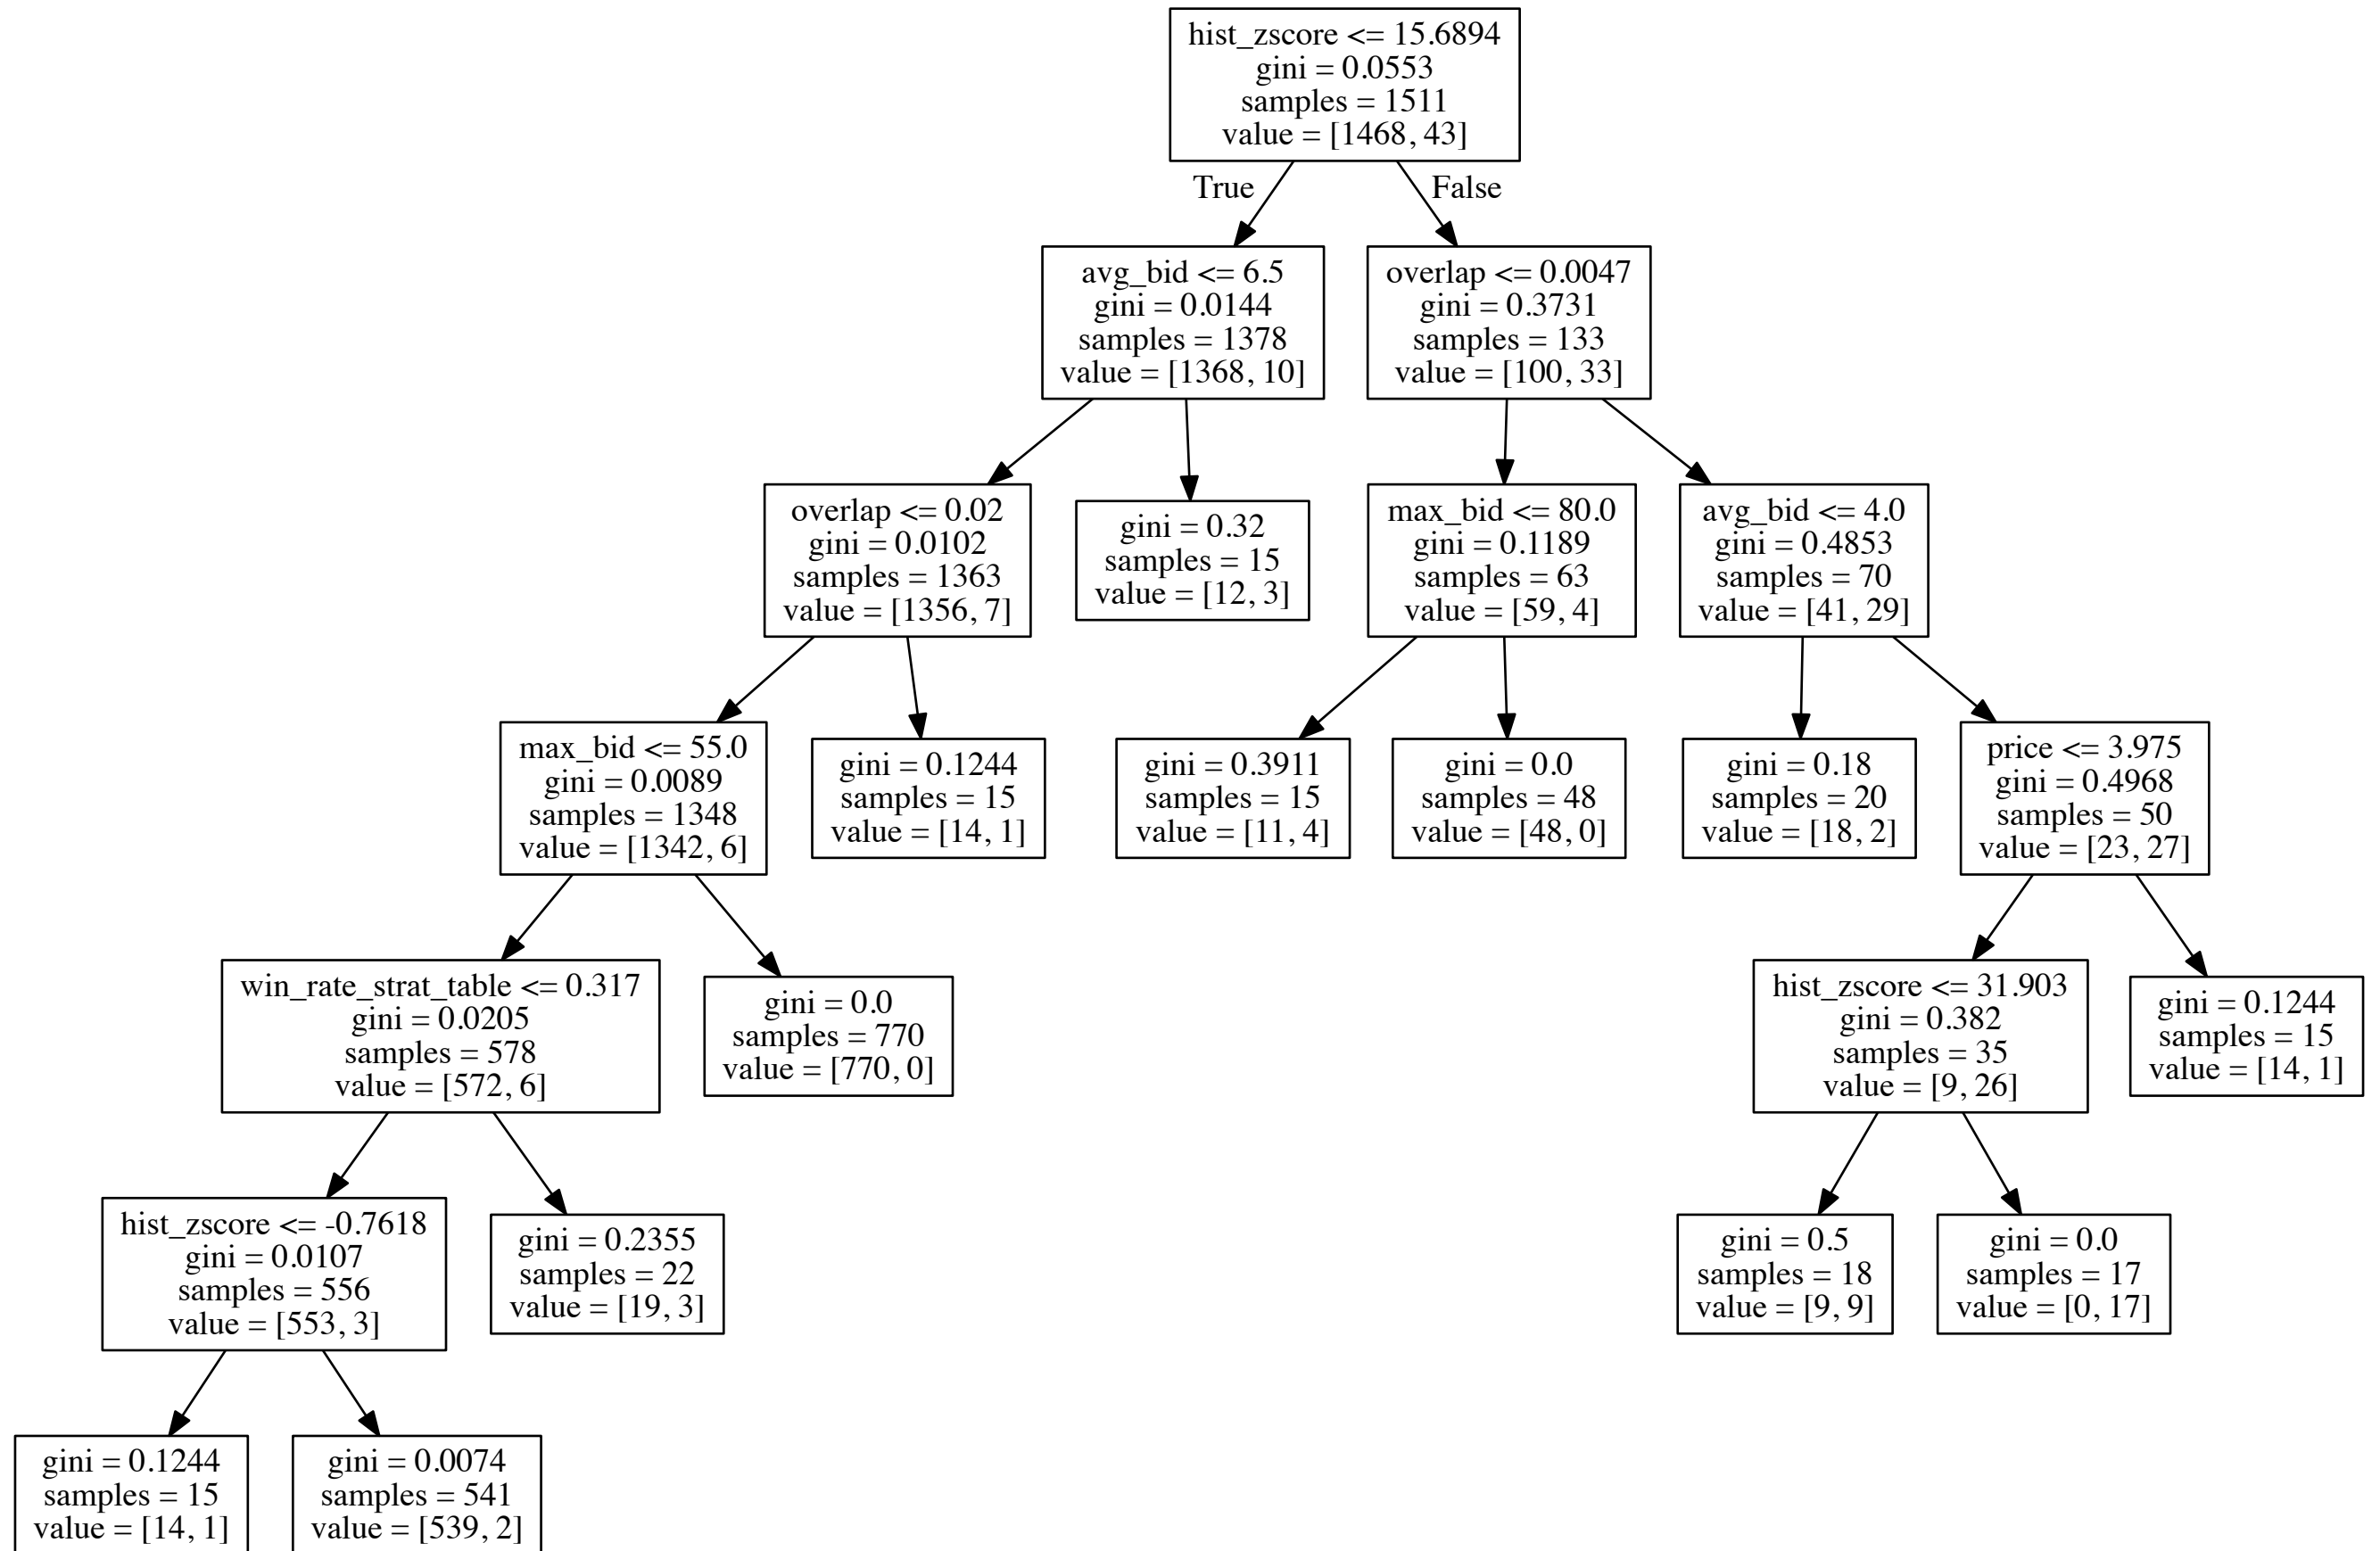 hist_zscore <= 15.6894
gini = 0.0553
samples = 1511
value = [1468, 43]
True
False
avg_bid <= 6.5
gini = 0.0144
samples = 1378
value = [1368, 10]
overlap <= 0.0047
gini = 0.3731
samples = 133
value = [100, 33]
overlap <= 0.02
gini = 0.0102
samples = 1363
value = [1356, 7]
gini = 0.32
samples = 15
value = [12, 3]
max_bid <= 80.0
gini = 0.1189
samples = 63
value = [59, 4]
avg_bid <= 4.0
gini = 0.4853
samples = 70
value = [41, 29]
max_bid <= 55.0
gini = 0.0089
samples = 1348
value = [1342, 6]
gini = 0.1244
samples = 15
value = [14, 1]
gini = 0.3911
samples = 15
value = [11, 4]
gini = 0.0
samples = 48
value = [48, 0]
gini = 0.18
samples = 20
value = [18, 2]
price <= 3.975
gini = 0.4968
samples = 50
value = [23, 27]
win_rate_strat_table <= 0.317
gini = 0.0205
samples = 578
value = [572, 6]
gini = 0.0
samples = 770
value = [770, 0]
hist_zscore <= 31.903
gini = 0.382
samples = 35
value = [9, 26]
gini = 0.1244
samples = 15
value = [14, 1]
hist_zscore <= -0.7618
gini = 0.0107
samples = 556
value = [553, 3]
gini = 0.2355
samples = 22
value = [19, 3]
gini = 0.5
samples = 18
value = [9, 9]
gini = 0.0
samples = 17
value = [0, 17]
gini = 0.1244
samples = 15
value = [14, 1]
gini = 0.0074
samples = 541
value = [539, 2]